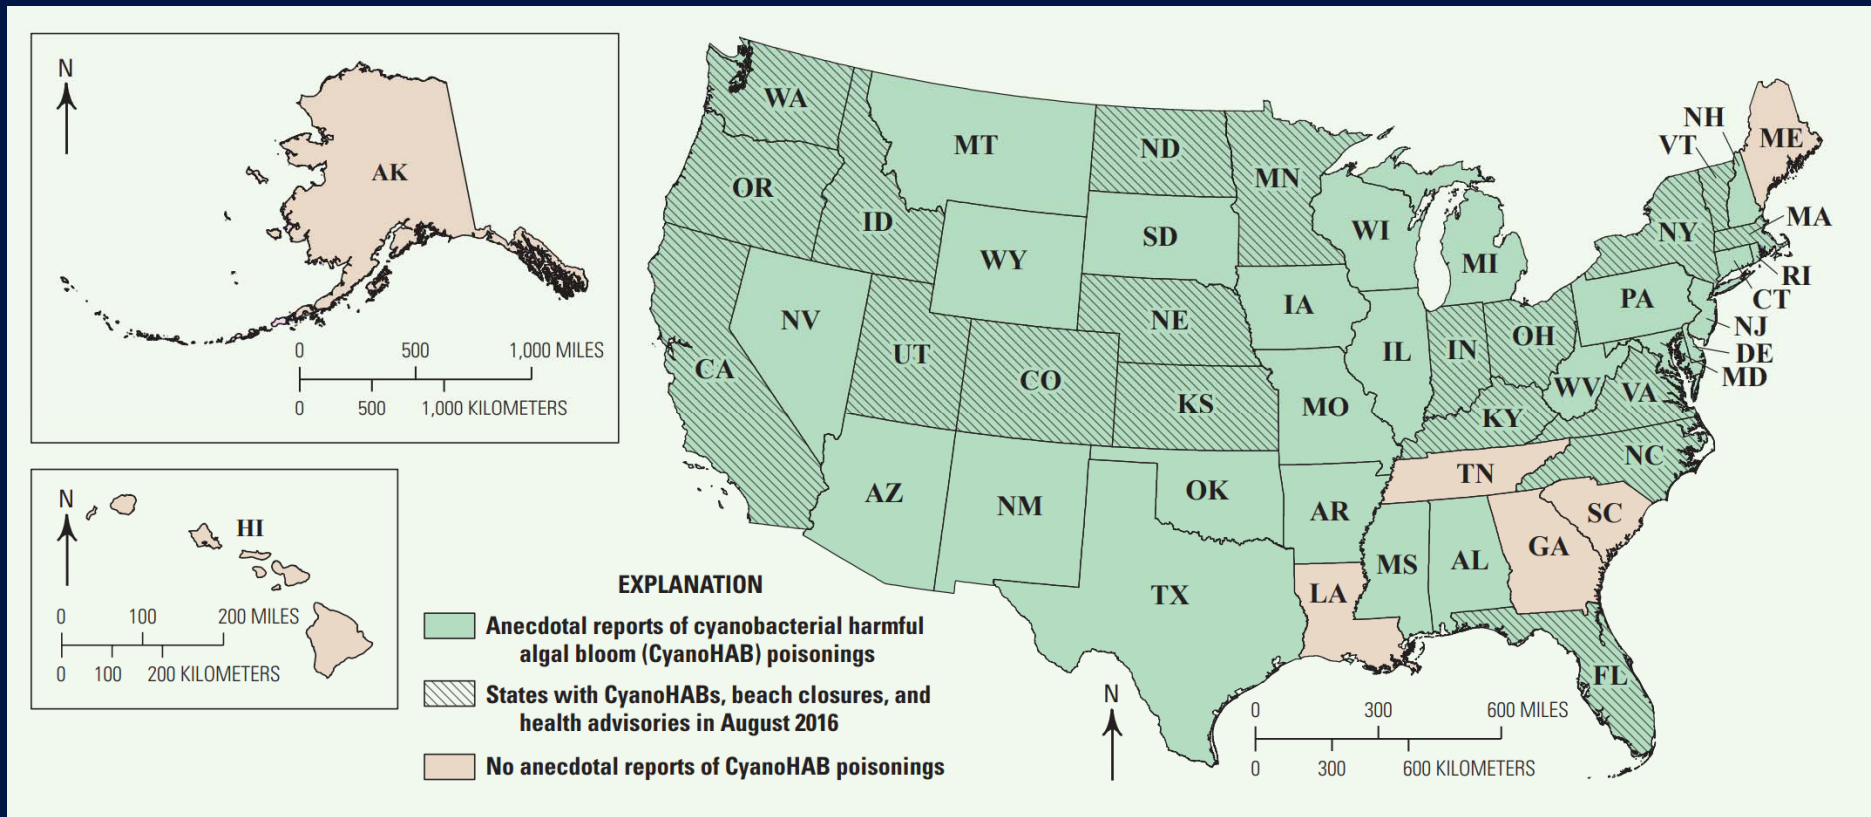 N
AK
0 500 1,000 MILES
0 500 1,000 KILOMETERS
N
HI
0 100 200 MILES
0 100 200 KILOMETERS
WA
OR
CA
ID
NV
MT
WY
UT
CO
AZ
NM
ND
SD
NE
KS
OK
TX
MN
IA
MO
AR
LA
WI
IL
MS
MI
IN
KY
TN
AL
OH
WV
VA
NC
SC
GA
FL
PA
NY
VT
NH
ME
MA
RI
CT
NJ
DE
MD
EXPLANATION
Anecdotal reports of cyanobacterial harmful
algal bloom (CyanoHAB) poisonings
States with CyanoHABs, beach closures, and
health advisories in August 2016
No anecdotal reports of CyanoHAB poisonings
N
0 300 600 MILES
0 300 600 KILOMETERS